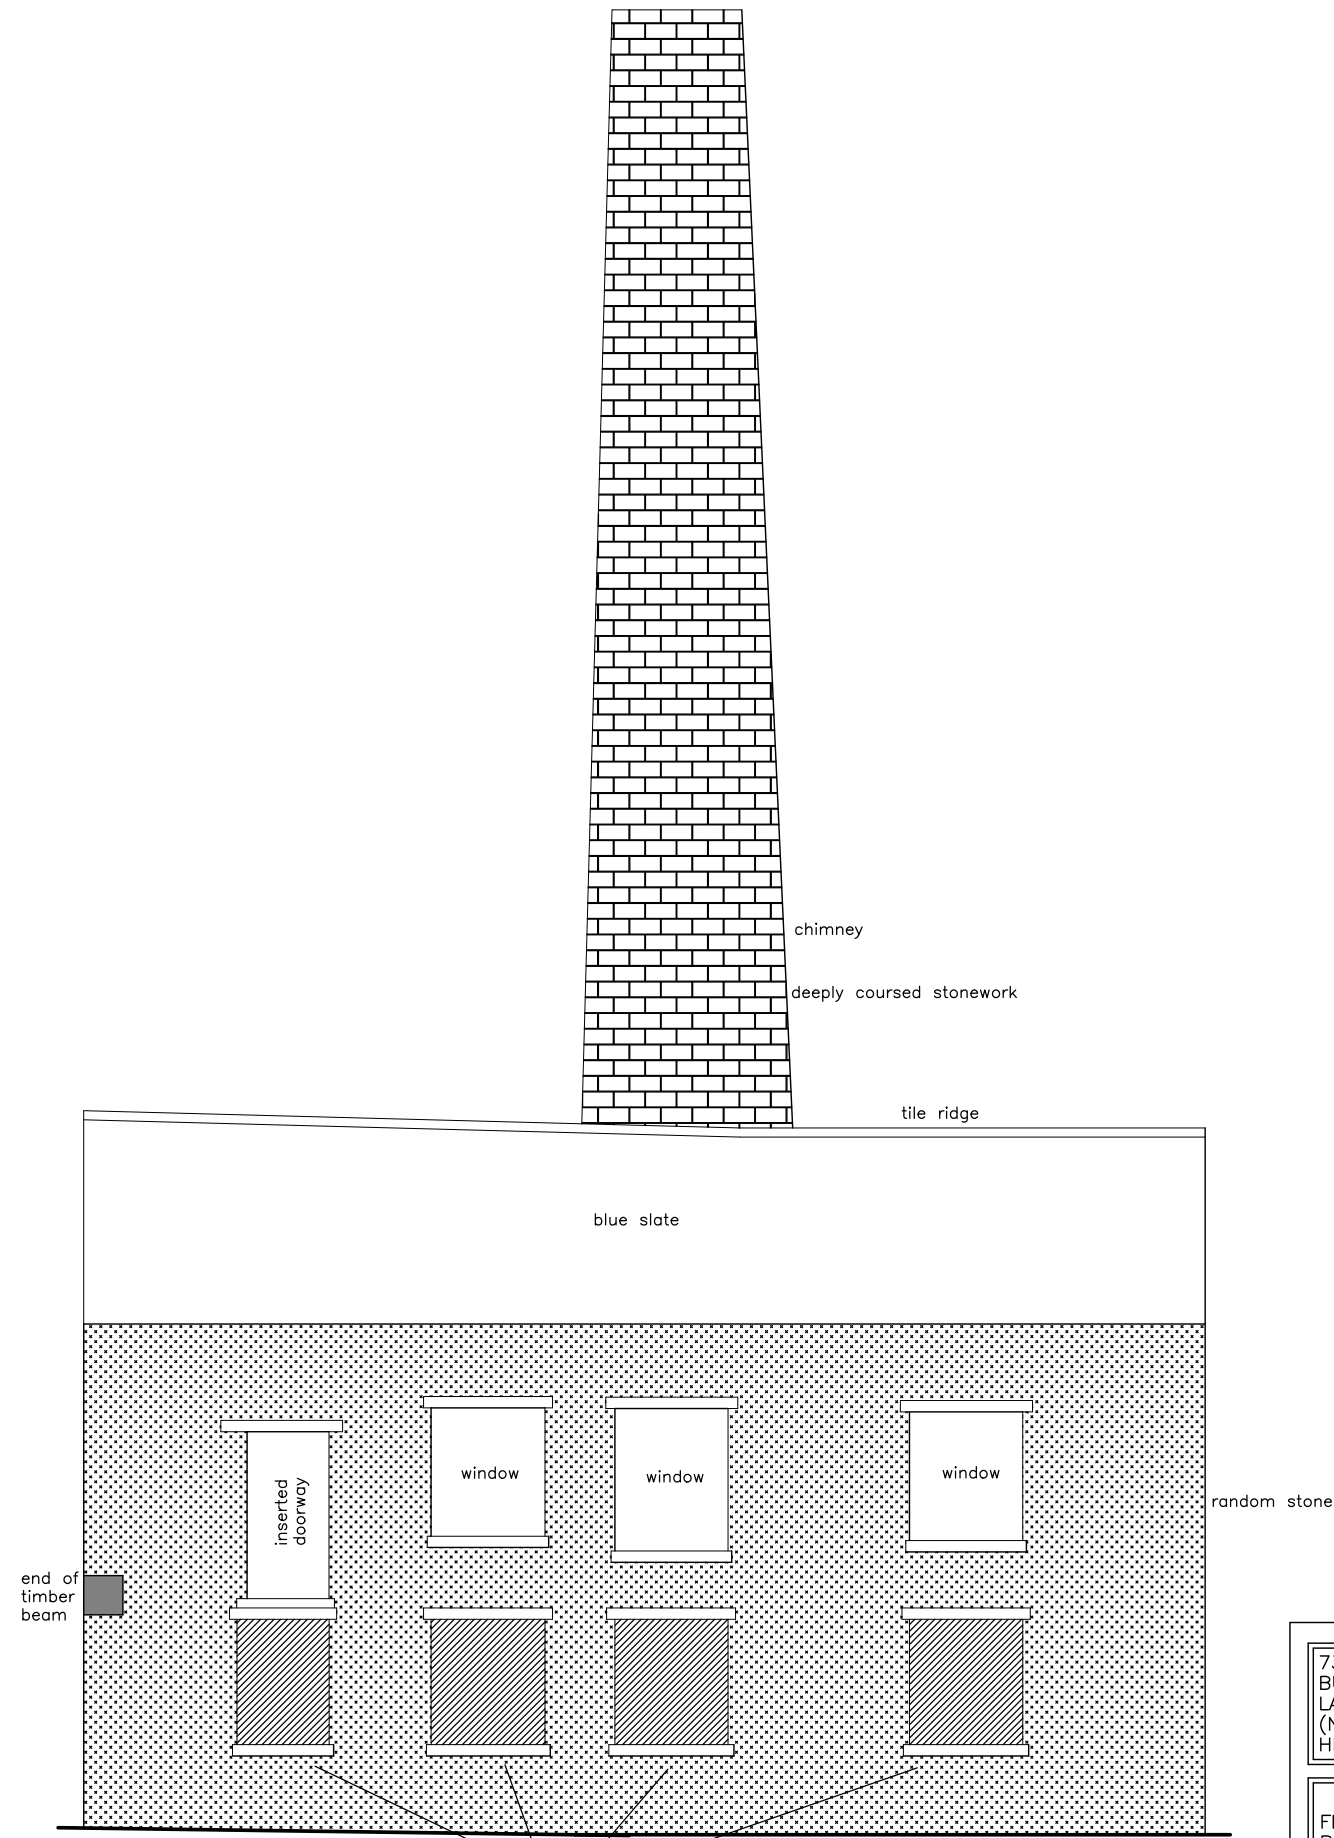 chimney
deeply coursed stonework
tile ridge
blue slate
window
window
window
inserted
doorway
random stone
end of
timber
beam